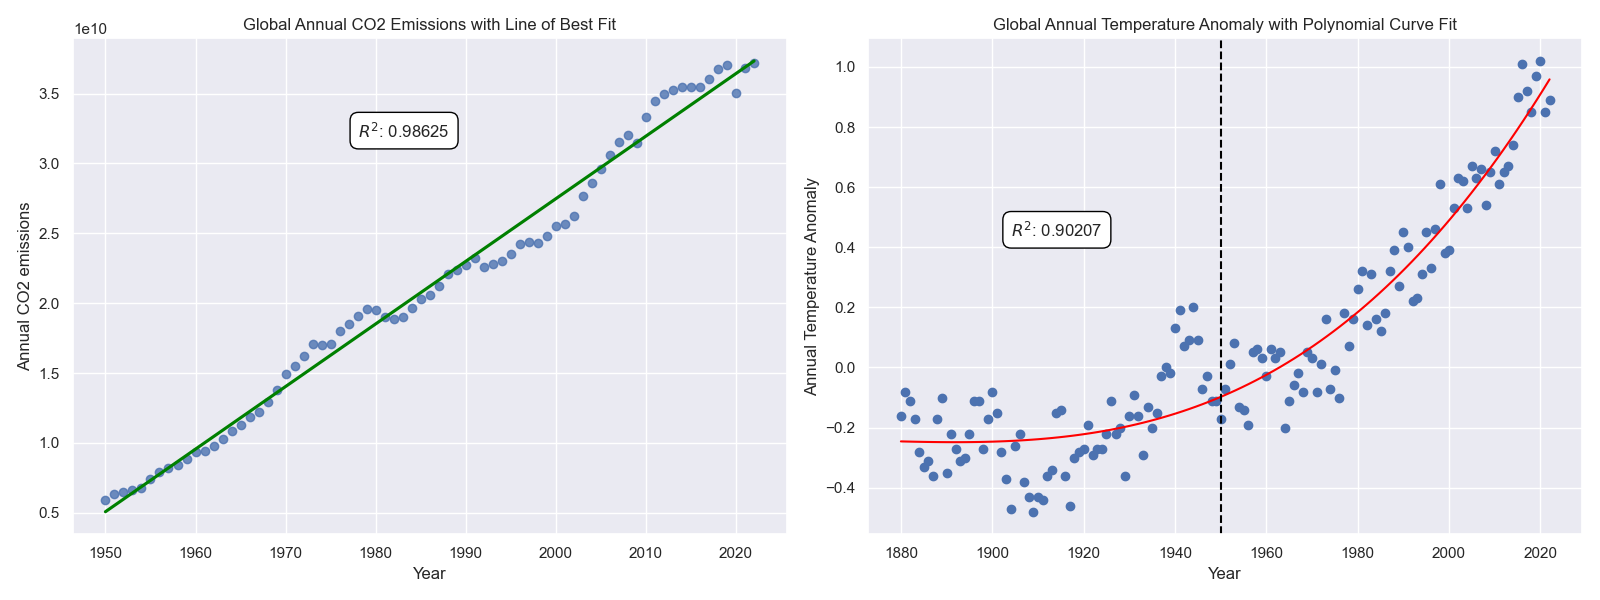 Global Annual CO2 Emissions with Line of Best Fit
1e10
3.5
3.0
2.5
2.0
1.5
1.0
0.5
Annual CO2 emissions
R²: 0.98625
1950 1960 1970 1980 1990 2000 2010 2020
Year
Global Annual Temperature Anomaly with Polynomial Curve Fit
1.0
0.8
0.6
0.4
0.2
0.0
−0.2
−0.4
Annual Temperature Anomaly
R²: 0.90207
1880 1900 1920 1940 1960 1980 2000 2020
Year